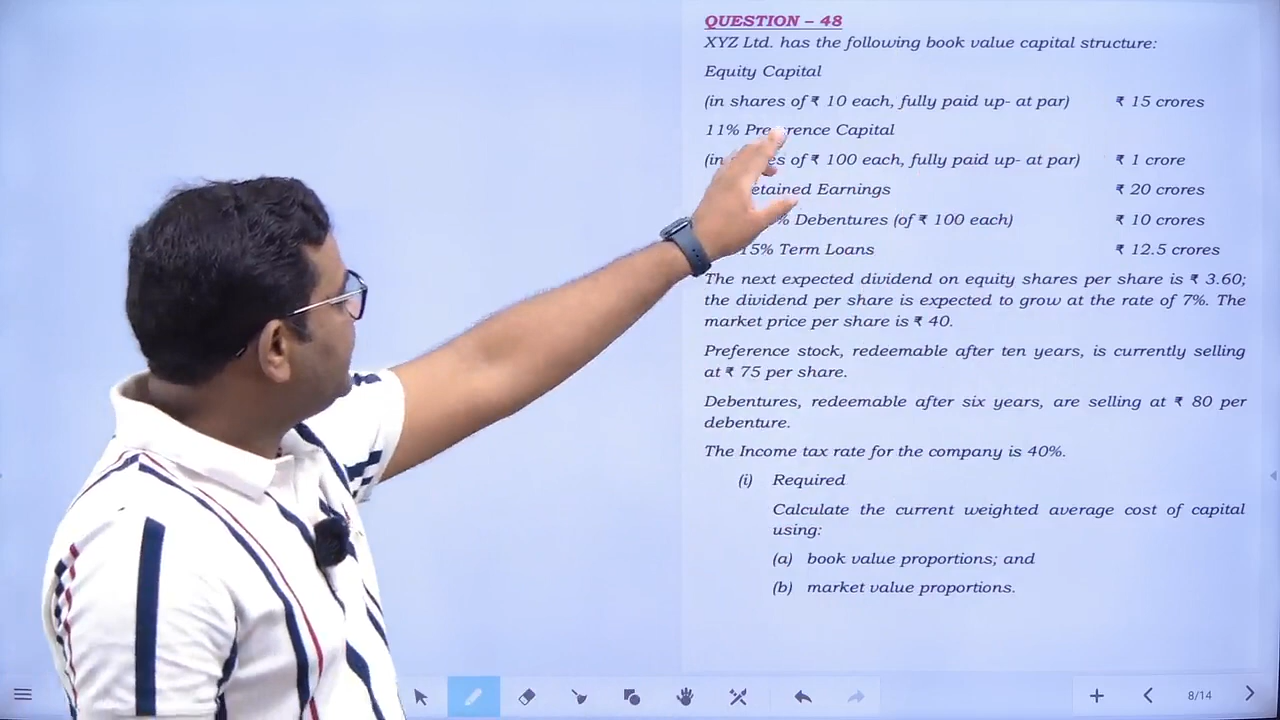 QUESTION – 48
XYZ Ltd. has the following book value capital structure:
Equity Capital
(in shares of ₹ 10 each, fully paid up- at par) ₹ 15 crores
11% Capital
(in of ₹ 100 each, fully paid up- at par) ₹ 1 crore
Earnings ₹ 20 crores
% Debentures (of ₹ 100 each) ₹ 10 crores
15% Term Loans ₹ 12.5 crores
The next expected dividend on equity shares per share is ₹ 3.60;
the dividend per share is expected to grow at the rate of 7%. The
market price per share is ₹ 40.
Preference stock, redeemable after ten years, is currently selling
at ₹ 75 per share.
Debentures, redeemable after six years, are selling at ₹ 80 per
debenture.
The Income tax rate for the company is 40%.
(i) Required
Calculate the current weighted average cost of capital
using:
(a) book value proportions; and
(b) market value proportions.
8/14